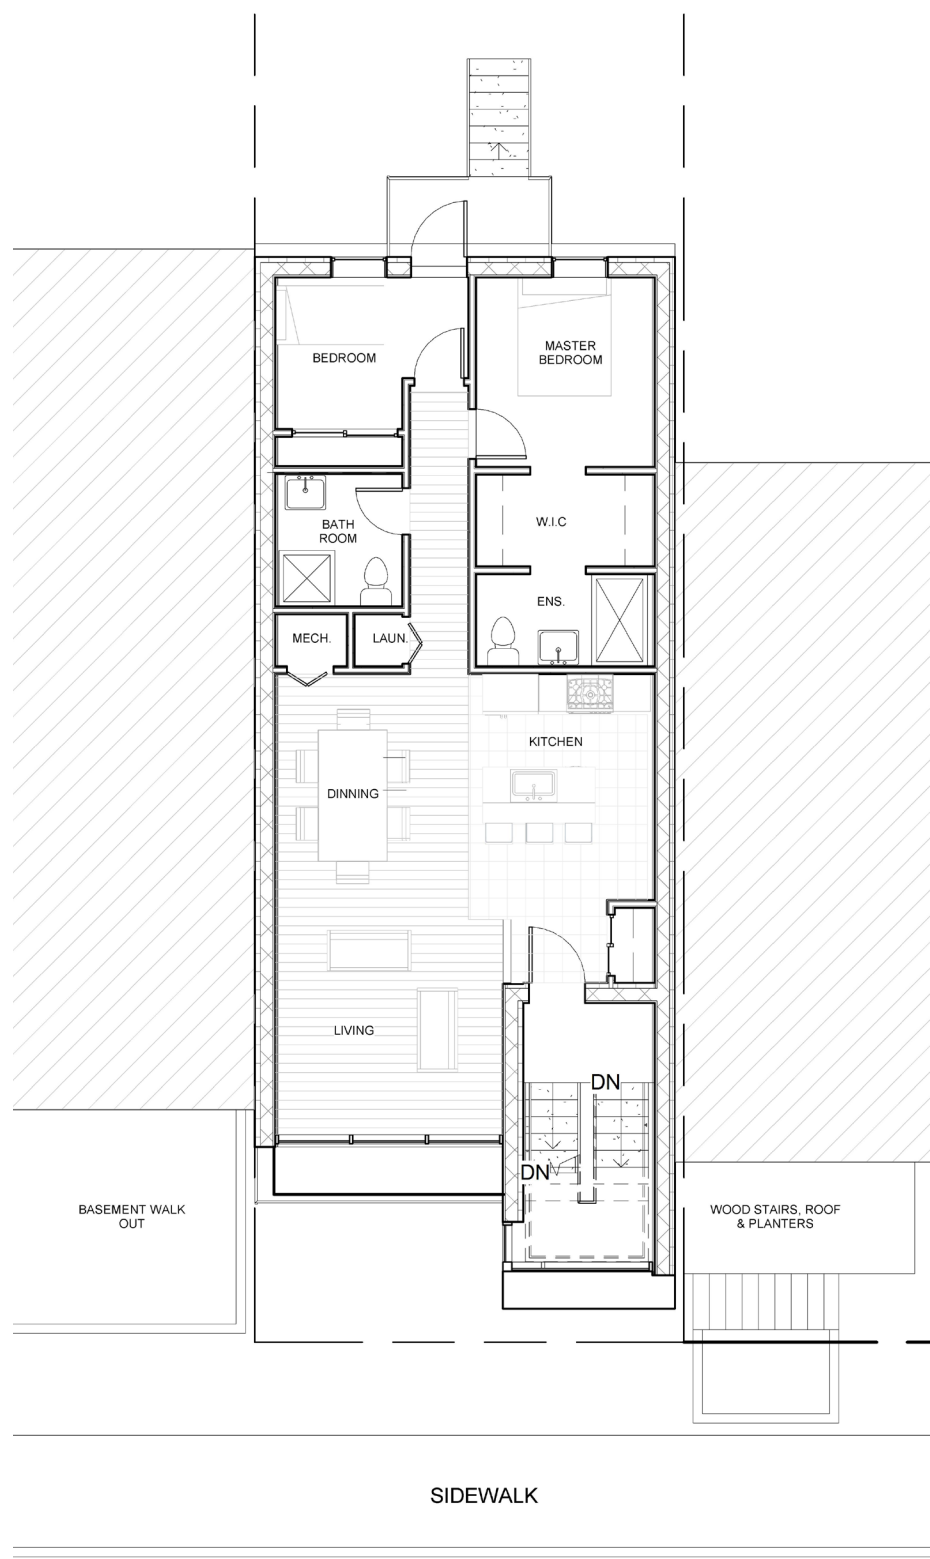 BEDROOM
MASTER
BEDROOM
BATH
ROOM
W.I.C
ENS.
MECH.
LAUN.
KITCHEN
DINNING
LIVING
DN
DN
BASEMENT WALK
OUT
WOOD STAIRS, ROOF
& PLANTERS
SIDEWALK